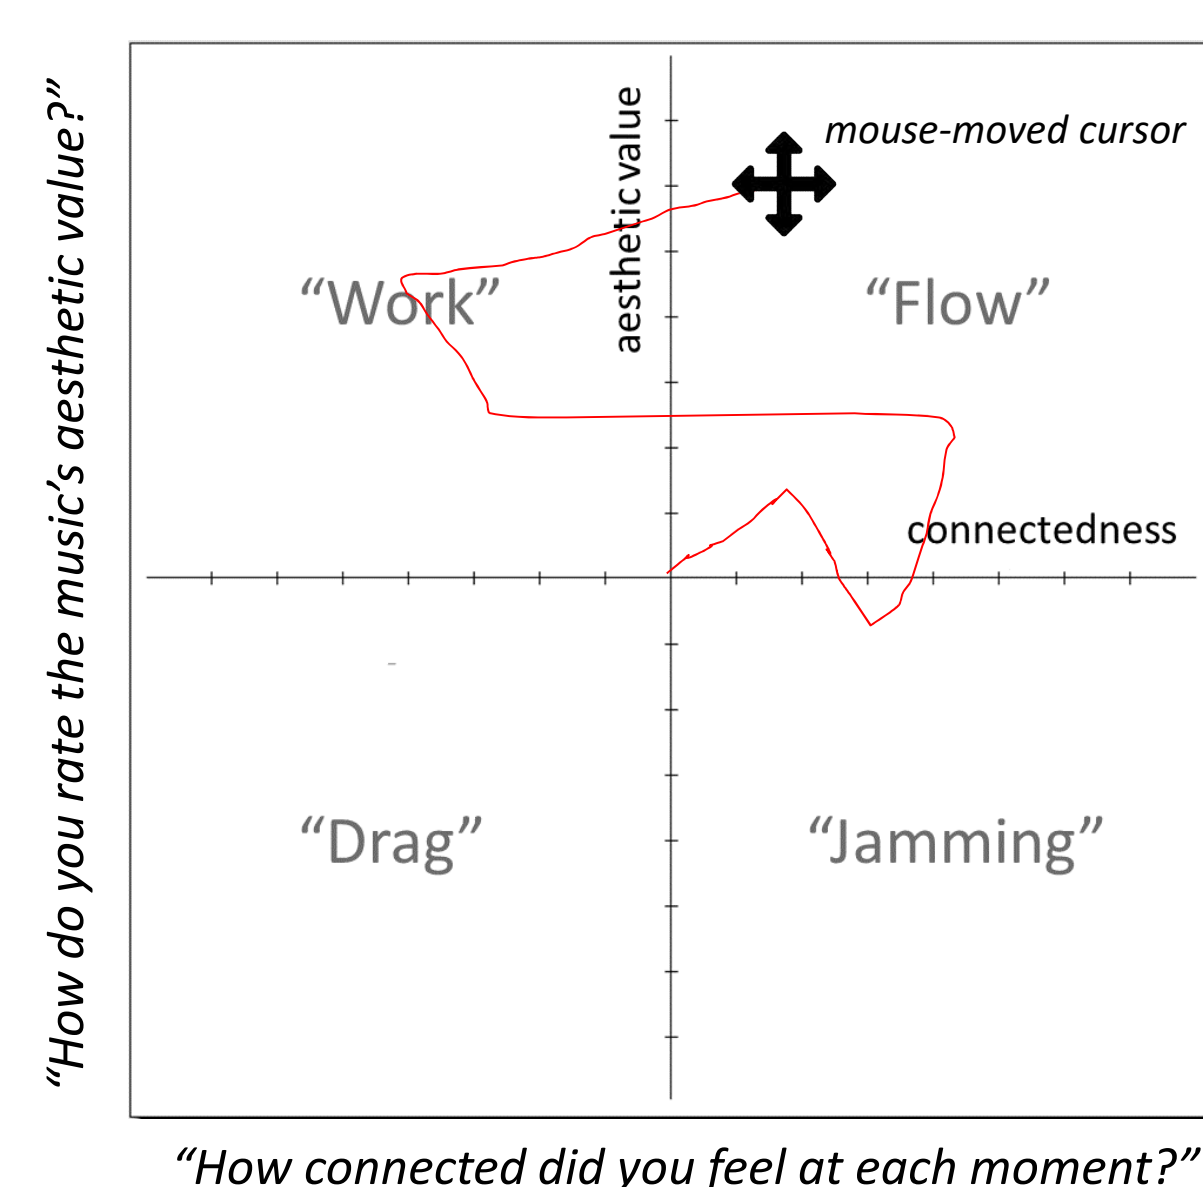 “How do you rate the music’s aesthetic value?”
aesthetic value
mouse-moved cursor
“Work”
“Flow”
connectedness
“Drag”
“Jamming”
“How connected did you feel at each moment?”